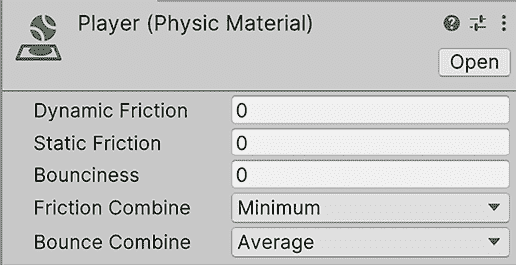 Player (Physic Material)
Open
Dynamic Friction 0
Static Friction 0
Bounciness 0
Friction Combine Minimum
Bounce Combine Average